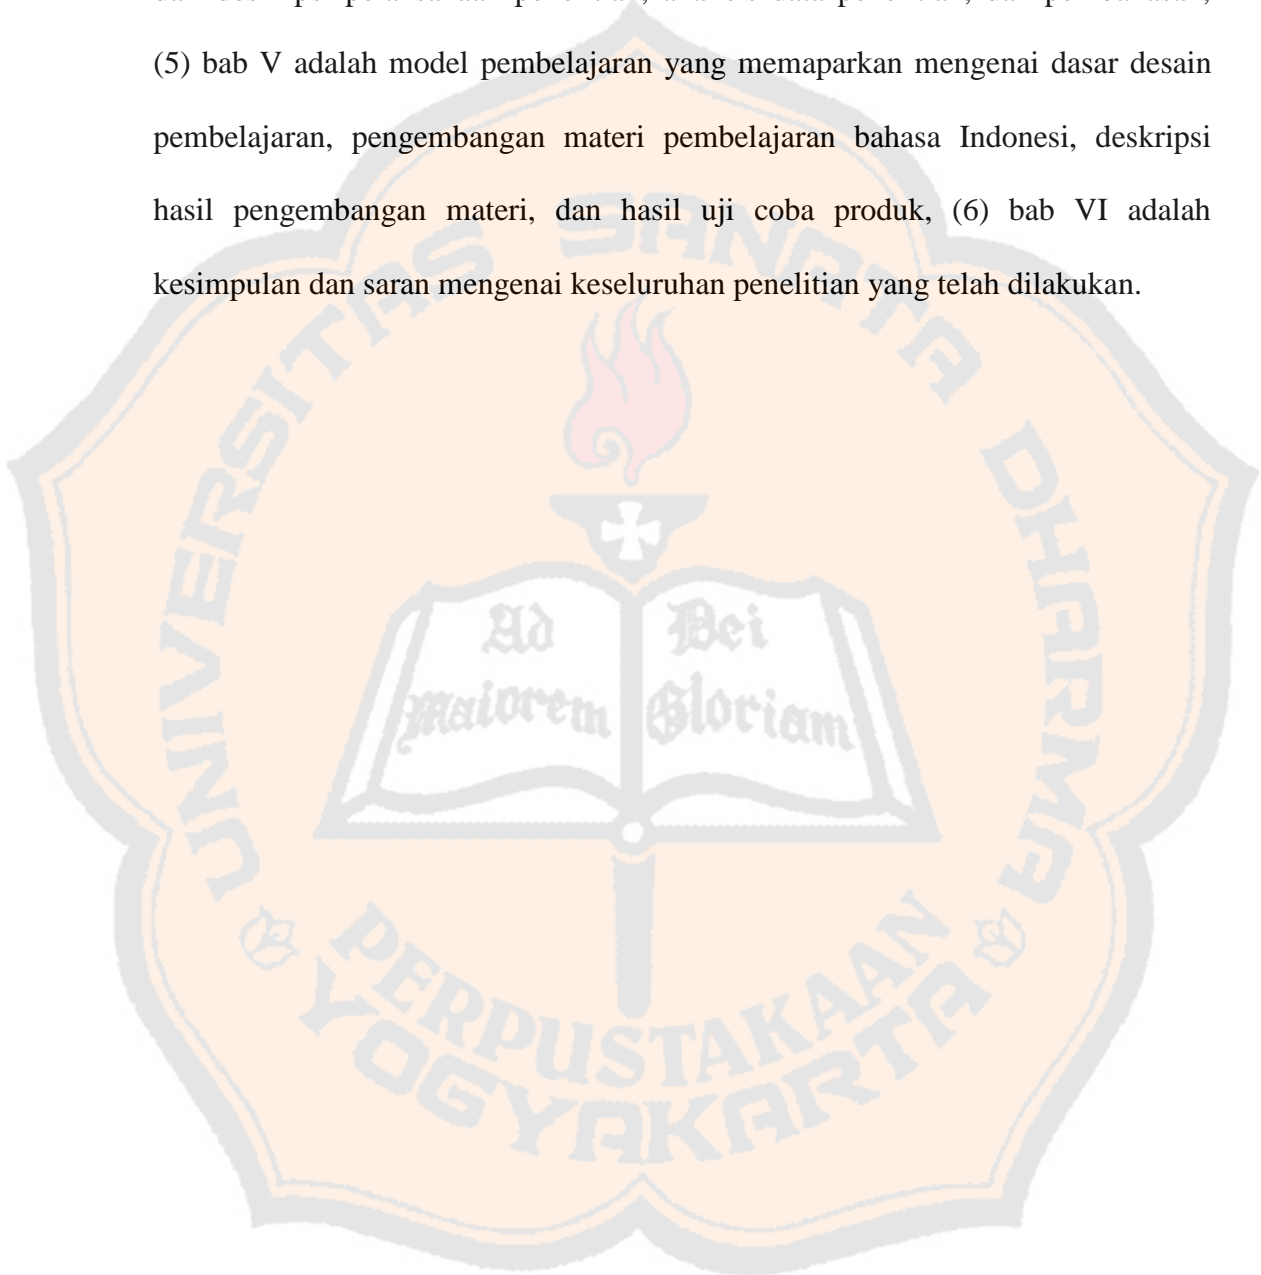 (5) bab V adalah model pembelajaran yang memaparkan mengenai dasar desain
pembelajaran, pengembangan materi pembelajaran bahasa Indonesi, deskripsi
hasil pengembangan materi, dan hasil uji coba produk, (6) bab VI adalah
kesimpulan dan saran mengenai keseluruhan penelitian yang telah dilakukan.
UNIVERSITAS SANATA DHARMA
Ad Dei
Maiorem Gloriam
PERPUSTAKAAN
YOGYAKARTA